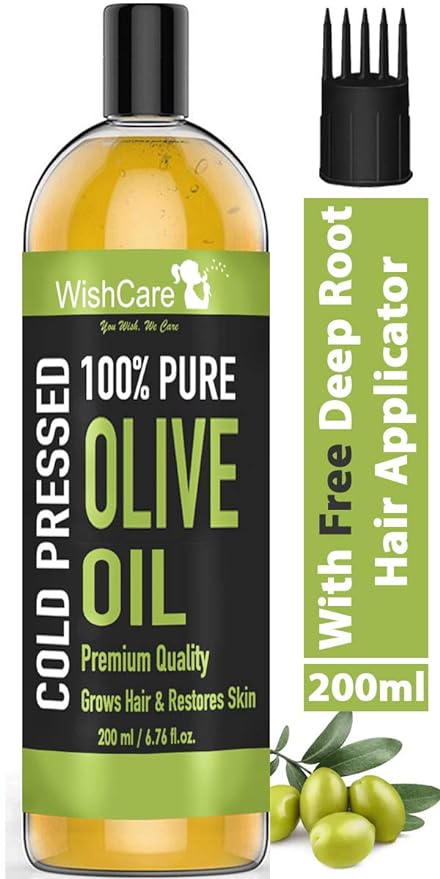 WishCare
You Wish. We Care
COLD PRESSED
100% PURE
OLIVE
OIL
Premium Quality
Grows Hair & Restores Skin
200 ml / 6.76 fl.oz.
With Free Deep Root
Hair Applicator
200ml